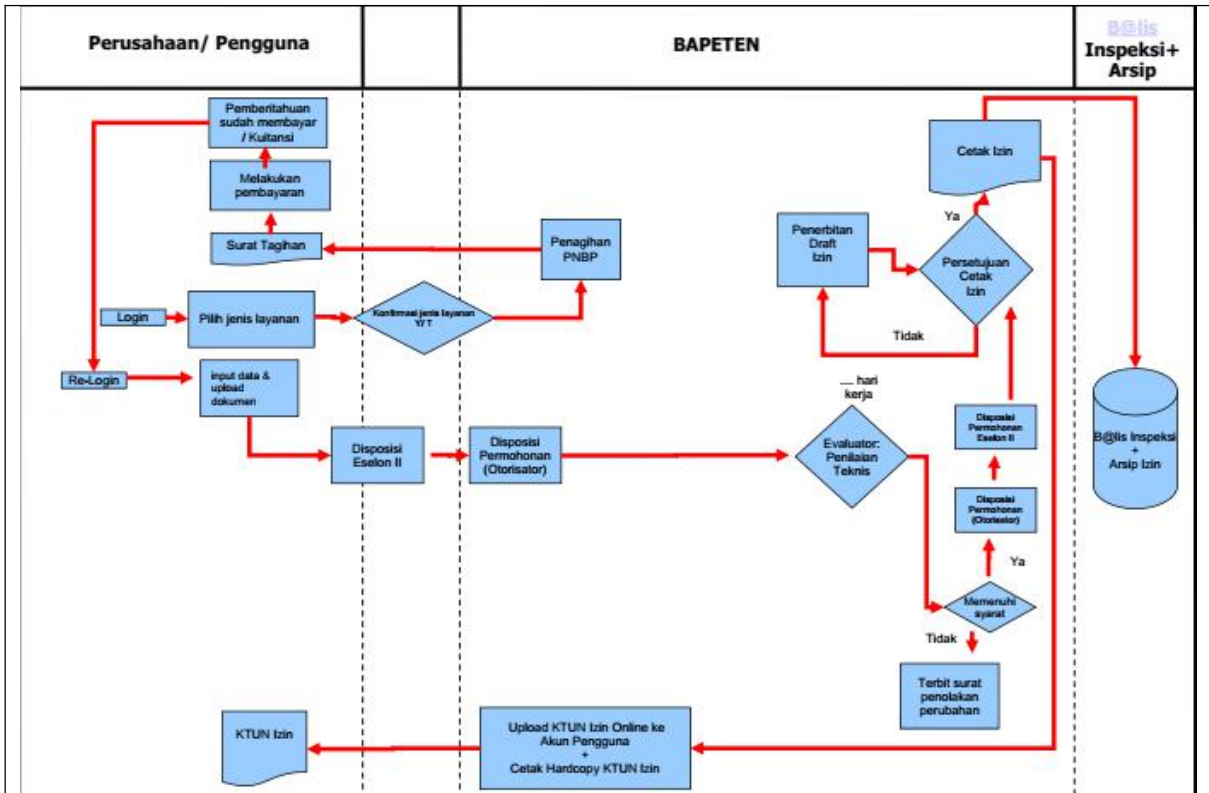 Perusahaan/ Pengguna
BAPETEN
B@lis
Inspeksi+
Arsip
Pemberitahuan
sudah membayar
/ Kuitansi
Melakukan
pembayaran
Surat Tagihan
Penagihan
PNBP
Login
Pilih jenis layanan
Konfirmasi jenis layanan
Y/ T
Re-Login
input data &
upload
dokumen
Disposisi
Eselon II
Disposisi
Permohonan
(Otorisator)
Cetak Izin
Ya
Penerbitan
Draft
Izin
Persetujuan
Cetak
Izin
Tidak
.... hari
kerja
Evaluator:
Penilaian
Teknis
Disposisi
Permohonan
Eselon II
Disposisi
Permohonan
(Otorisator)
Ya
Memenuhi
syarat
Tidak
Terbit surat
penolakan
perubahan
B@lis Inspeksi
+
Arsip Izin
KTUN Izin
Upload KTUN Izin Online ke
Akun Pengguna
+
Cetak Hardcopy KTUN Izin